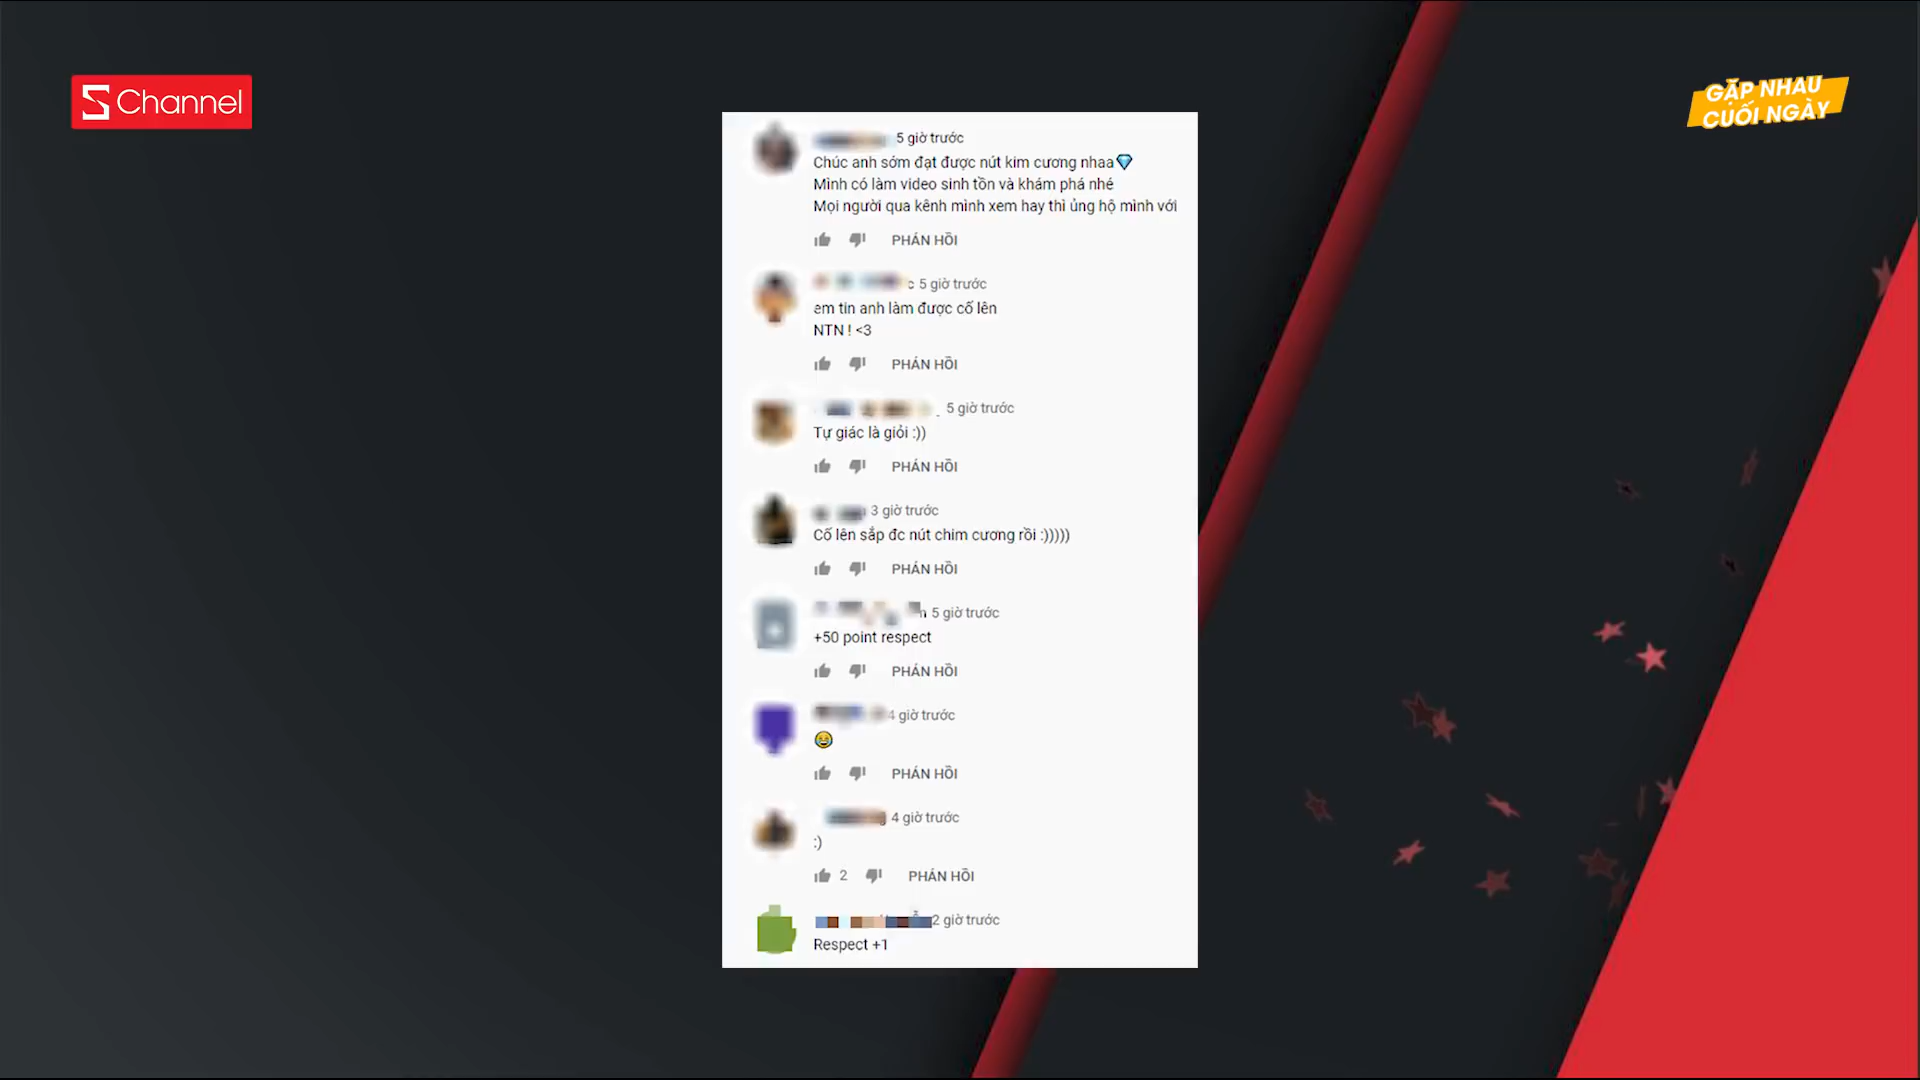 S Channel
GẶP NHAU
CUỐI NGÀY
5 giờ trước
Chúc anh sớm đạt được nút kim cương nhaa💎
Mình có làm video sinh tồn và khám phá nhé
Mọi người qua kênh mình xem hay thì ủng hộ mình với
PHẢN HỒI
5 giờ trước
em tin anh làm được cố lên
NTN ! <3
PHẢN HỒI
5 giờ trước
Tự giác là giỏi :))
PHẢN HỒI
3 giờ trước
Cố lên sắp đc nút chim cương rồi :)))))
PHẢN HỒI
5 giờ trước
+50 point respect
PHẢN HỒI
4 giờ trước
😂
PHẢN HỒI
4 giờ trước
:)
2 PHẢN HỒI
2 giờ trước
Respect +1